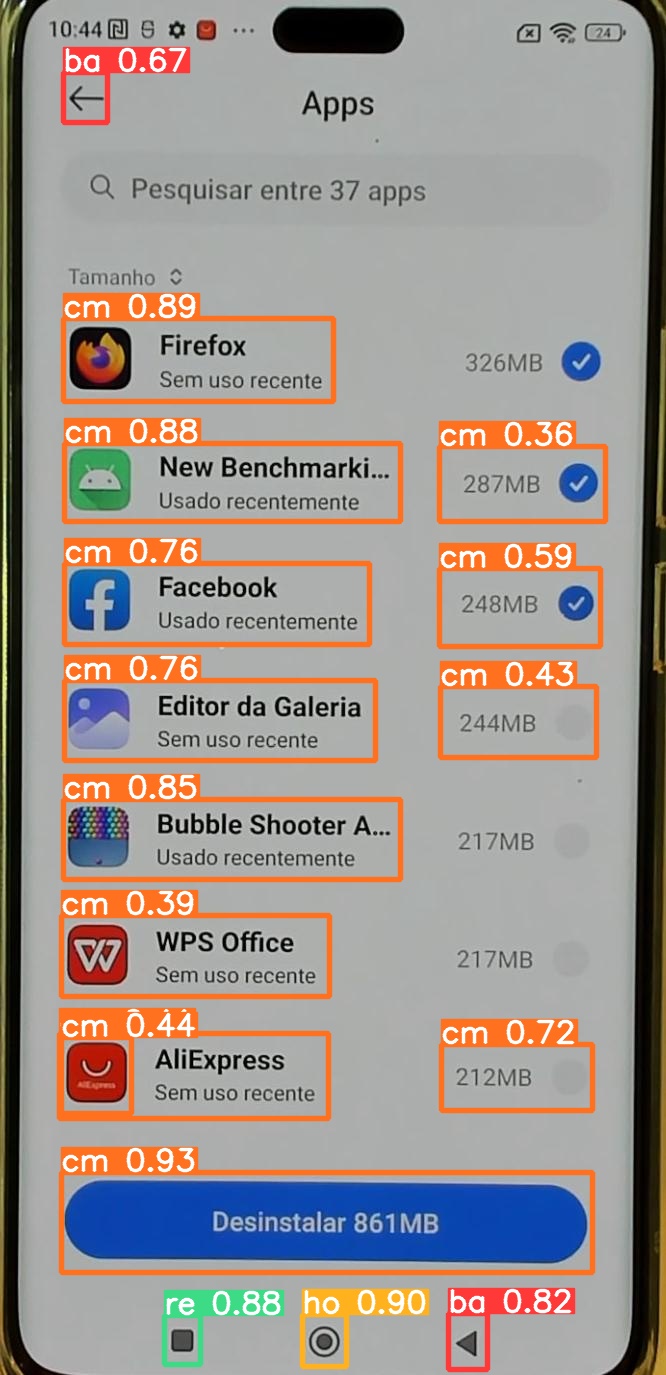 10:44 24
ba 0.67
Apps
Pesquisar entre 37 apps
Tamanho
cm 0.89
Firefox 326MB
Sem uso recente
cm 0.88 cm 0.36
New Benchmarki... 287MB
Usado recentemente
cm 0.76 cm 0.59
Facebook 248MB
Usado recentemente
cm 0.76 cm 0.43
Editor da Galeria 244MB
Sem uso recente
cm 0.85
Bubble Shooter A... 217MB
Usado recentemente
cm 0.39
WPS Office 217MB
Sem uso recente
cm 0.44 cm 0.72
AliExpress 212MB
AliExpress
Sem uso recente
cm 0.93
Desinstalar 861MB
re 0.88 ho 0.90 ba 0.82